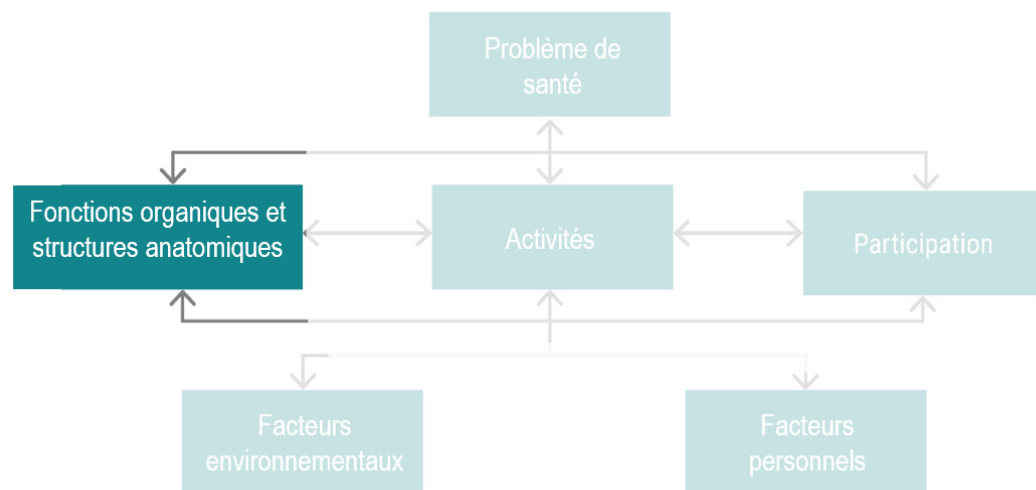 Problème de
santé
Fonctions organiques et
structures anatomiques
Activités
Participation
Facteurs
environnementaux
Facteurs
personnels